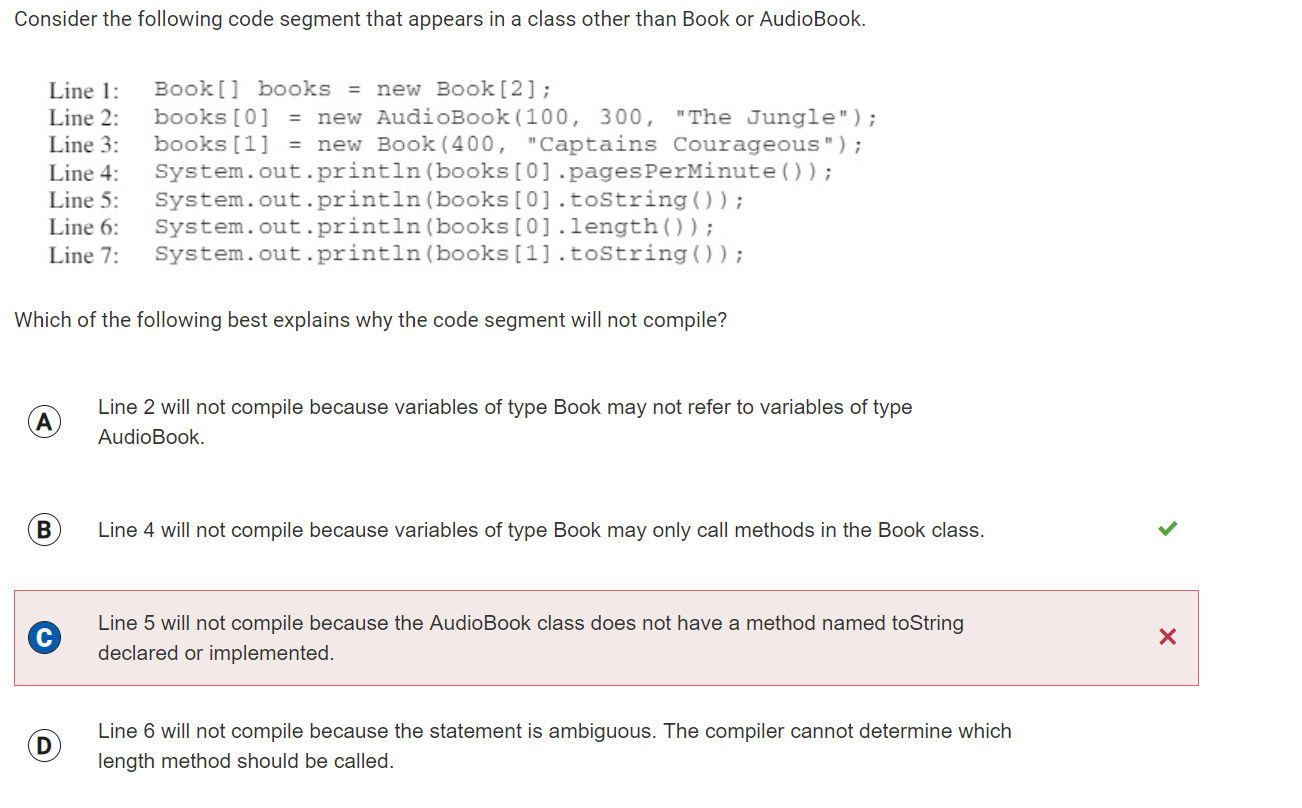 Consider the following code segment that appears in a class other than Book or AudioBook.
Line 1: Book[] books = new Book[2];
Line 2: books[0] = new AudioBook(100, 300, "The Jungle");
Line 3: books[1] = new Book(400, "Captains Courageous");
Line 4: System.out.println(books[0].pagesPerMinute());
Line 5: System.out.println(books[0].toString());
Line 6: System.out.println(books[0].length());
Line 7: System.out.println(books[1].toString());
Which of the following best explains why the code segment will not compile?
A Line 2 will not compile because variables of type Book may not refer to variables of type
AudioBook.
B Line 4 will not compile because variables of type Book may only call methods in the Book class.
C Line 5 will not compile because the AudioBook class does not have a method named toString
declared or implemented.
D Line 6 will not compile because the statement is ambiguous. The compiler cannot determine which
length method should be called.